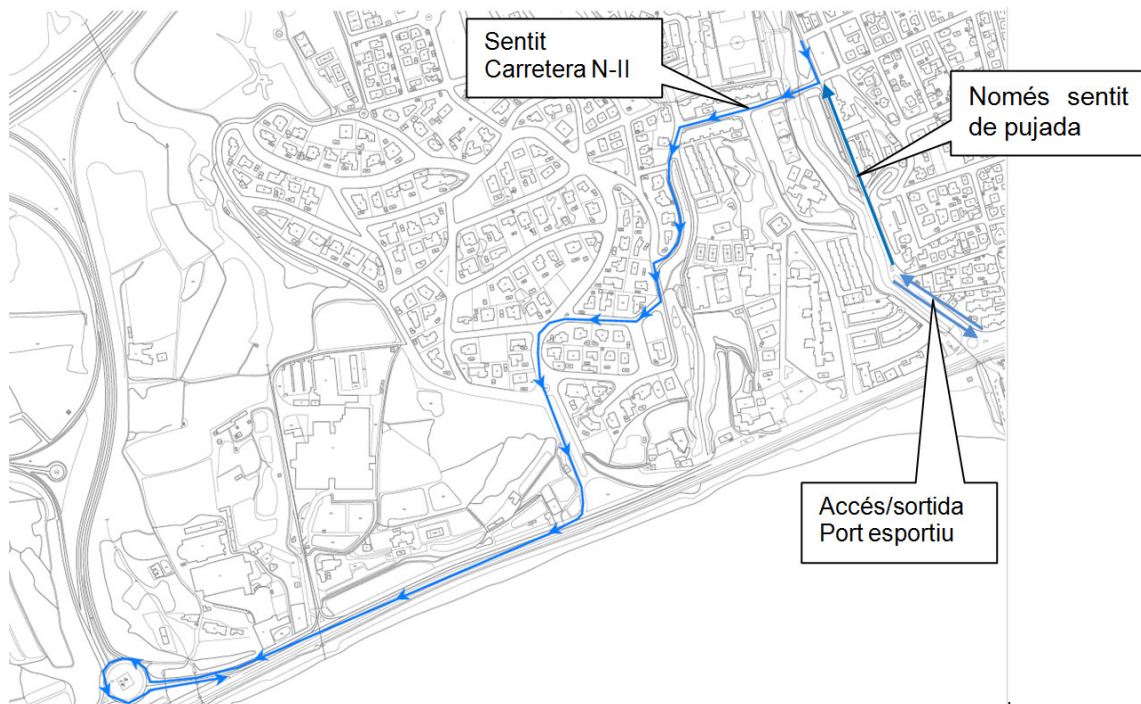 Sentit
Carretera N-II
Només sentit
de pujada
Accés/sortida
Port esportiu